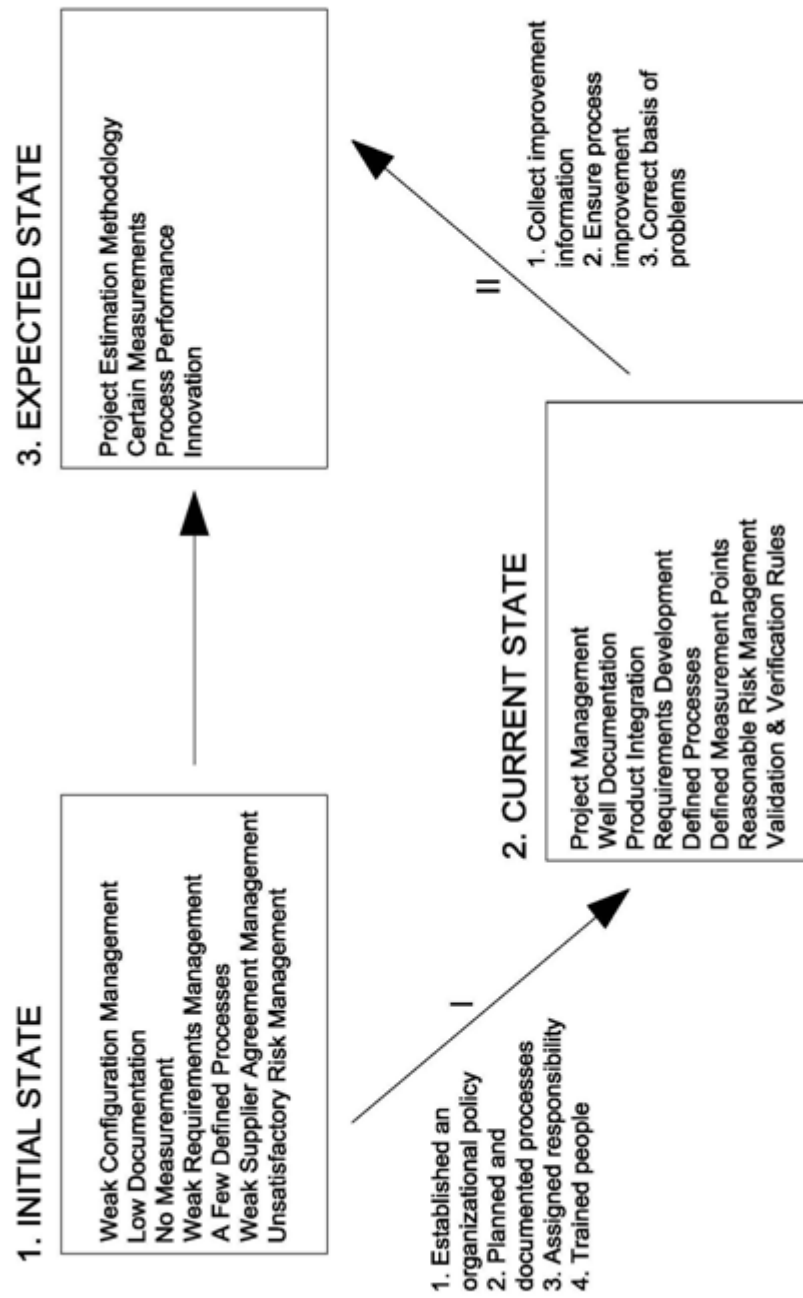 1. INITIAL STATE
Weak Configuration Management
Low Documentation
No Measurement
Weak Requirements Management
A Few Defined Processes
Weak Supplier Agreement Management
Unsatisfactory Risk Management
3. EXPECTED STATE
Project Estimation Methodology
Certain Measurements
Process Performance
Innovation
I
1. Established an
organizational policy
2. Planned and
documented processes
3. Assigned responsibility
4. Trained people
2. CURRENT STATE
Project Management
Well Documentation
Product Integration
Requirements Development
Defined Processes
Defined Measurement Points
Reasonable Risk Management
Validation & Verification Rules
II
1. Collect improvement
information
2. Ensure process
improvement
3. Correct basis of
problems